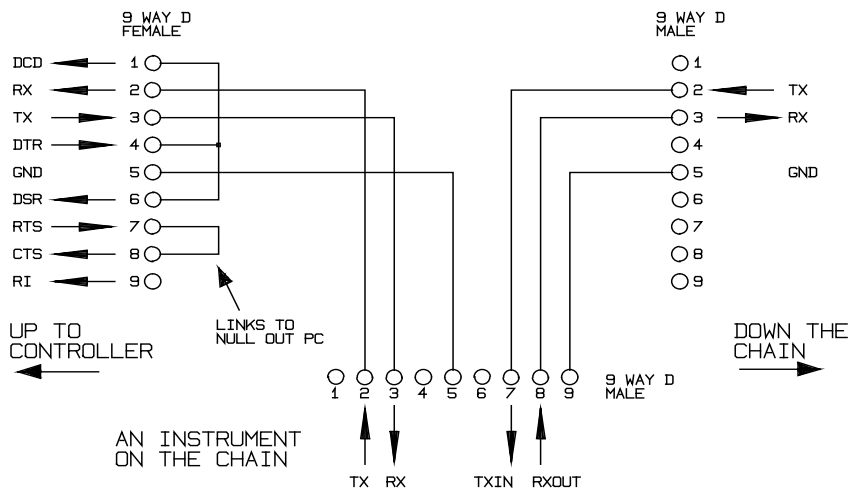 9 WAY D
FEMALE
DCD 1
RX 2
TX 3
DTR 4
GND 5
DSR 6
RTS 7
CTS 8
RI 9
LINKS TO
NULL OUT PC
UP TO
CONTROLLER
9 WAY D
MALE
1
2 TX
3 RX
4
5 GND
6
7
8
9
DOWN THE
CHAIN
1 2 3 4 5 6 7 8 9
9 WAY D
MALE
AN INSTRUMENT
ON THE CHAIN
TX RX TXIN RXOUT